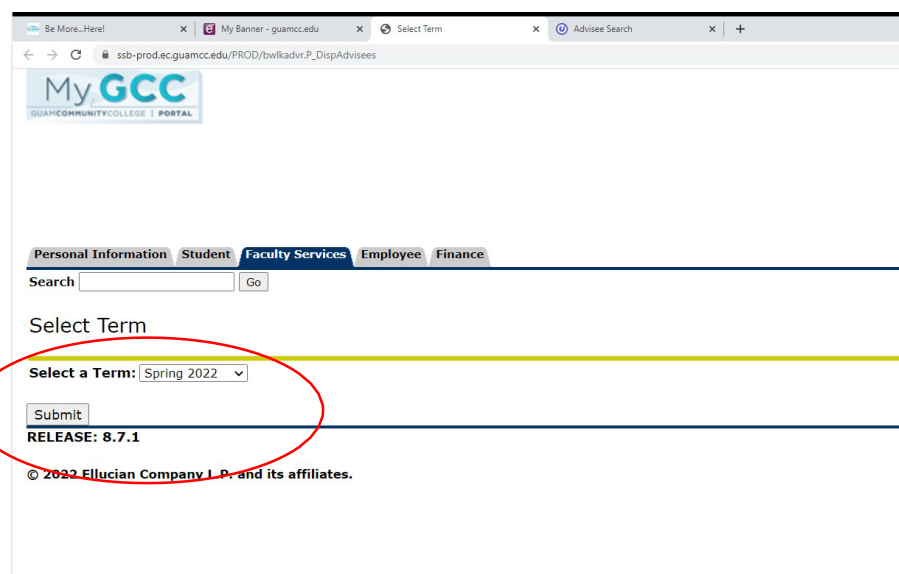 Be More...Here! My Banner - guamcc.edu Select Term Advisee Search
ssb-prod.ec.guamcc.edu/PROD/bwlkadvr.P_DispAdvisees
My GCC
GUAMCOMMUNITYCOLLEGE | PORTAL
Personal Information Student Faculty Services Employee Finance
Search Go
Select Term
Select a Term: Spring 2022
Submit
RELEASE: 8.7.1
© 2022 Ellucian Company L.P. and its affiliates.